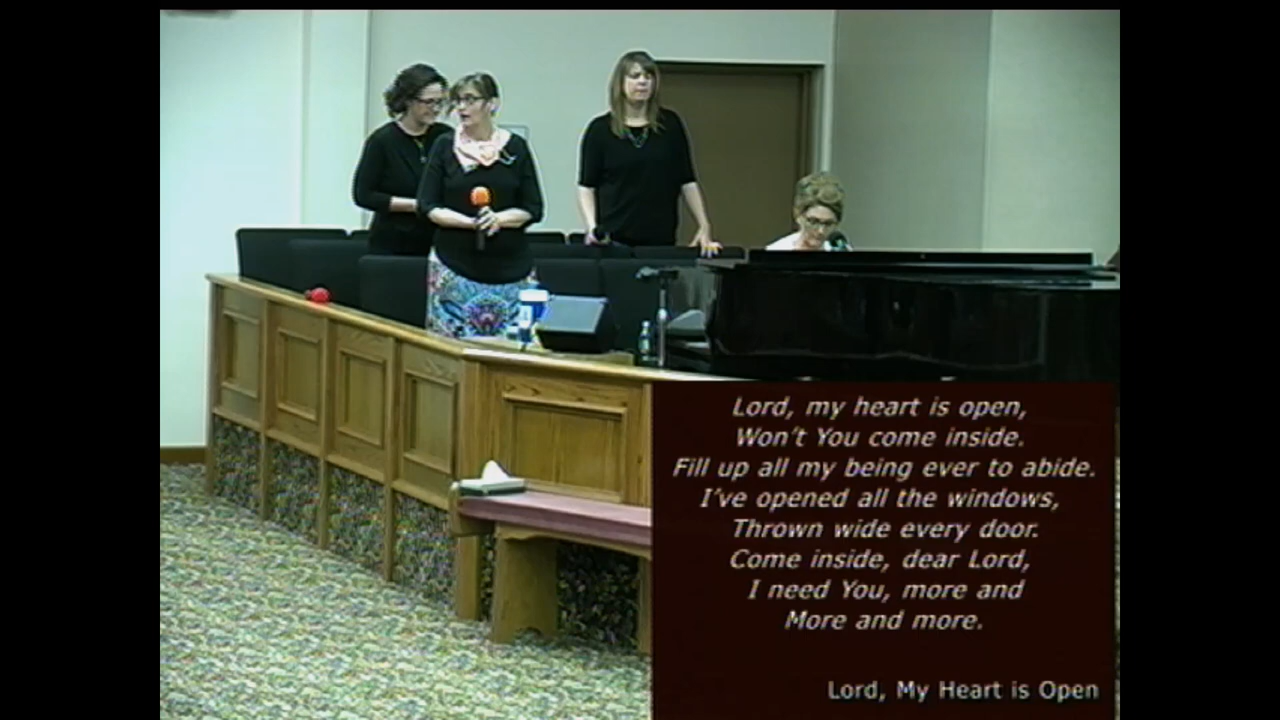 Lord, my heart is open,
Won't You come inside.
Fill up all my being ever to abide.
I've opened all the windows,
Thrown wide every door.
Come inside, dear Lord,
I need You, more and
More and more.
Lord, My Heart is Open